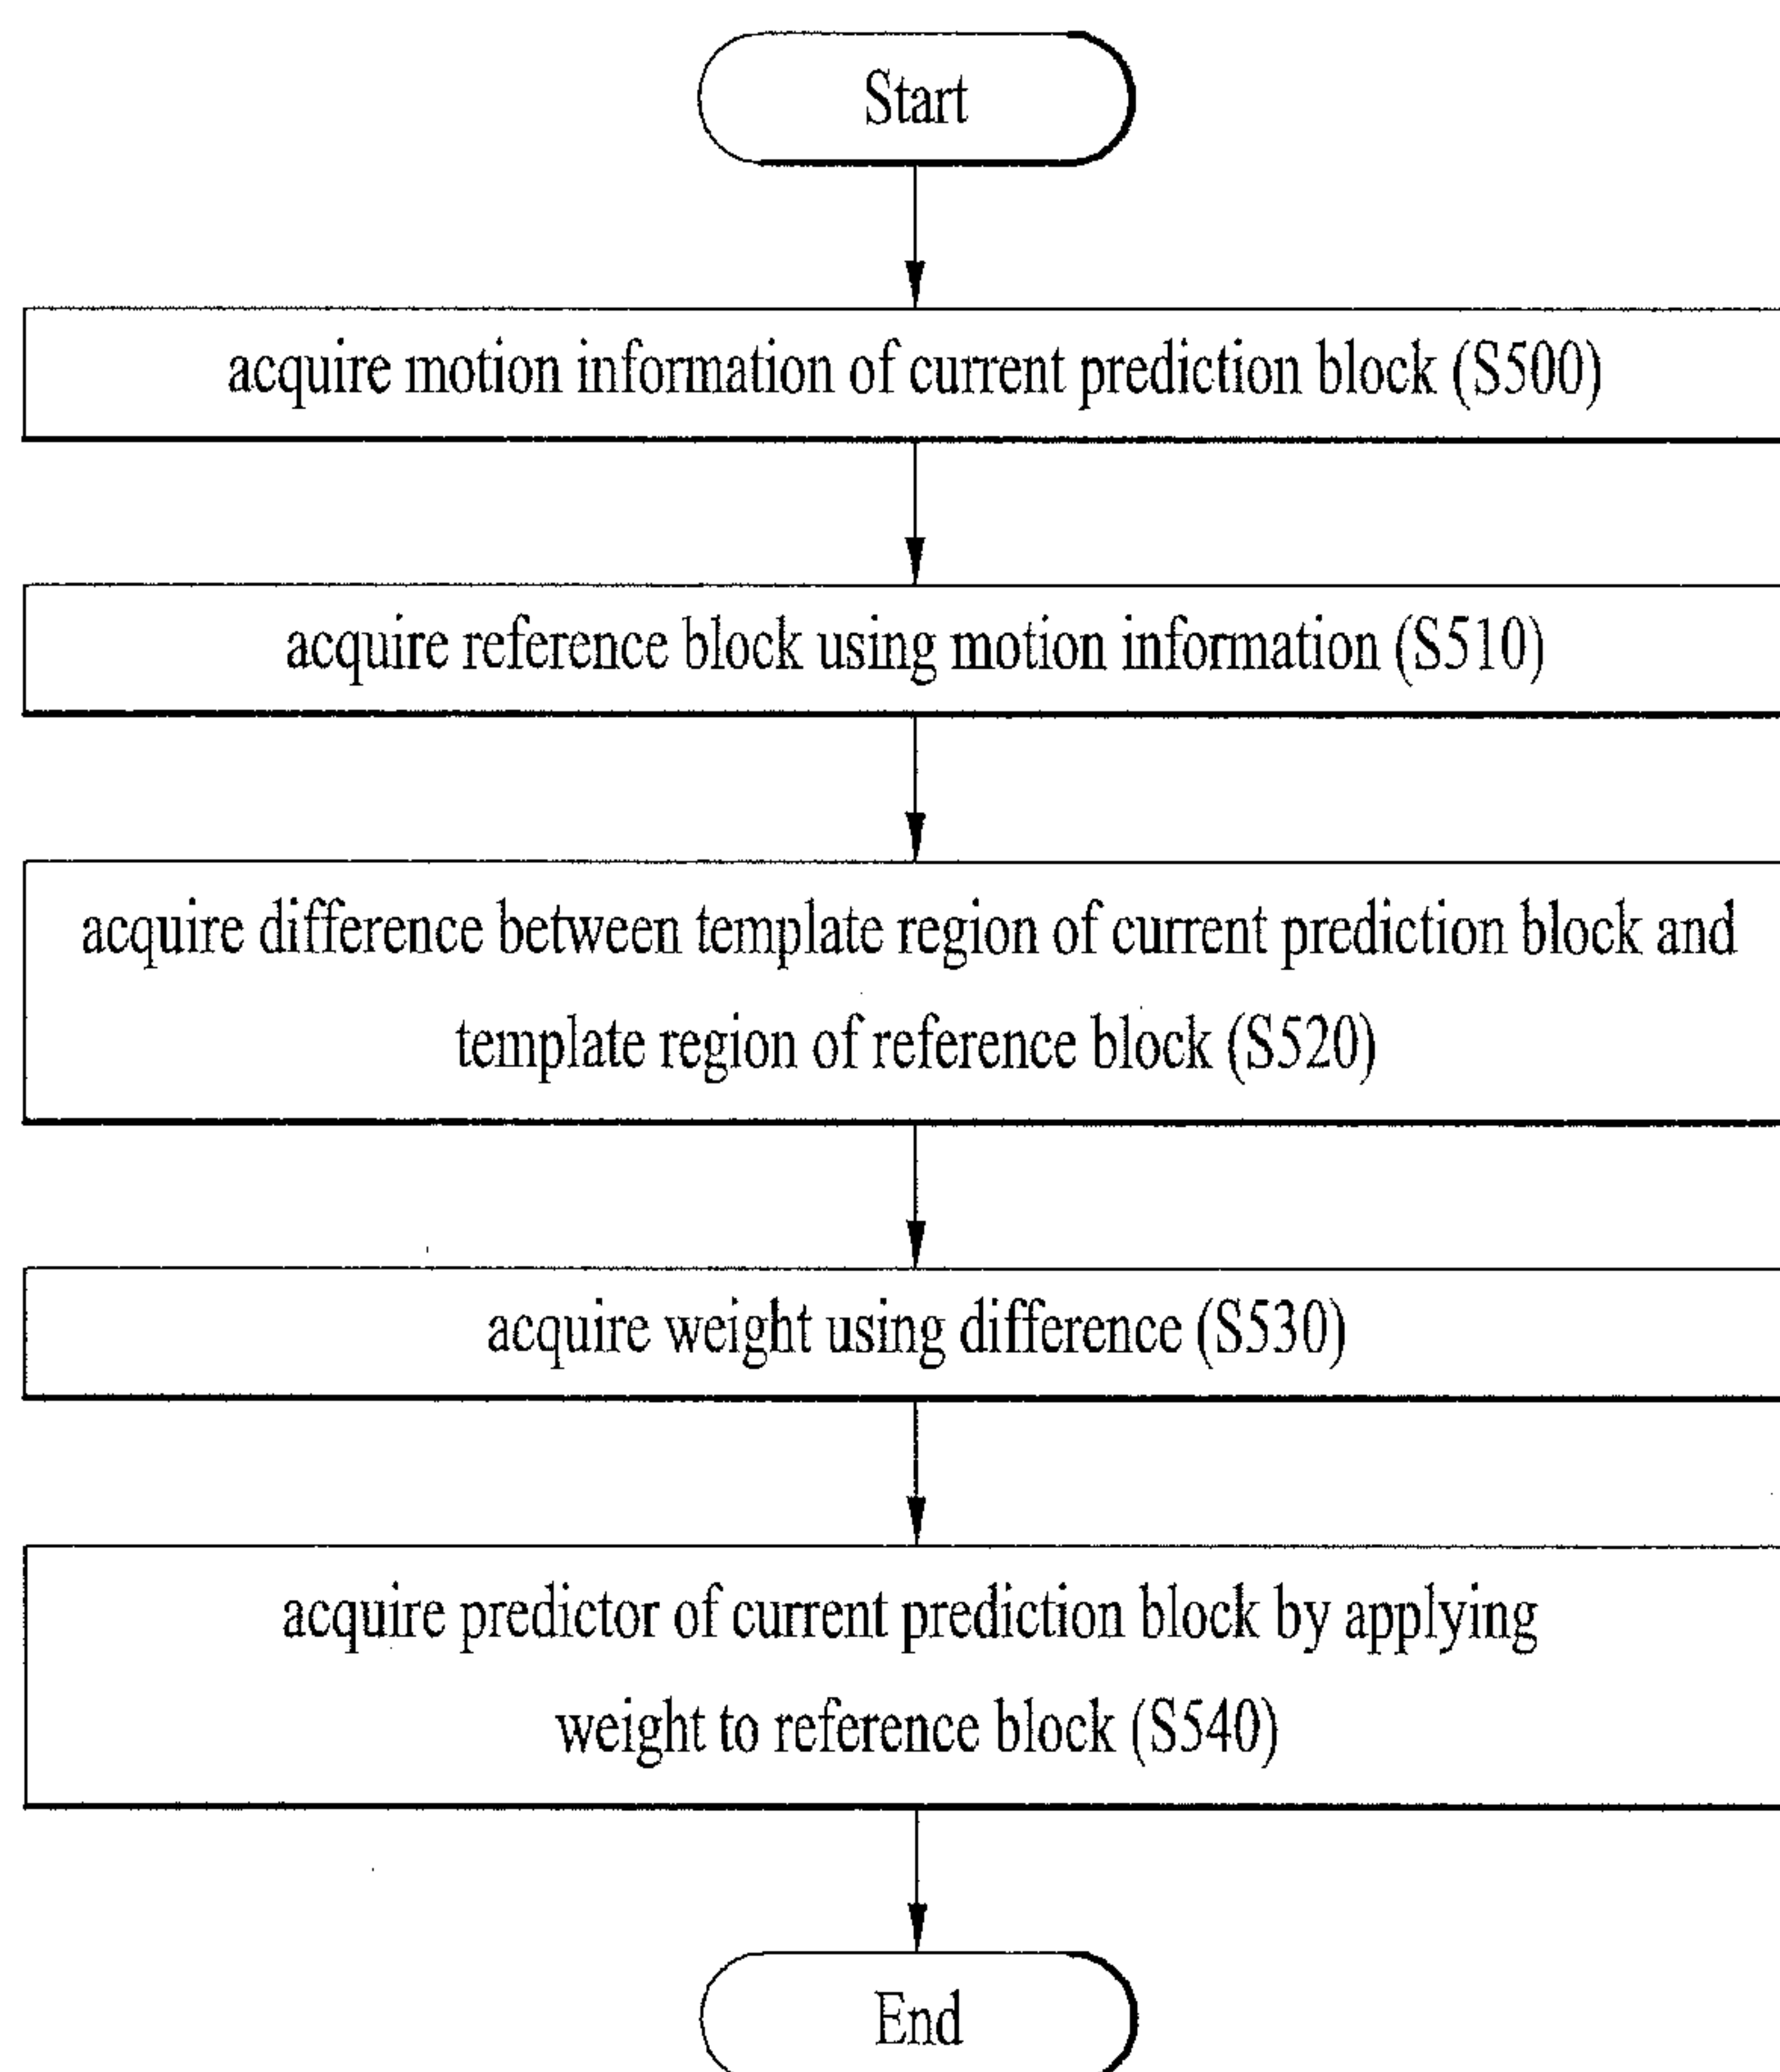 Start
acquire motion information of current prediction block (S500)
acquire reference block using motion information (S510)
acquire difference between template region of current prediction block and
template region of reference block (S520)
acquire weight using difference (S530)
acquire predictor of current prediction block by applying
weight to reference block (S540)
End